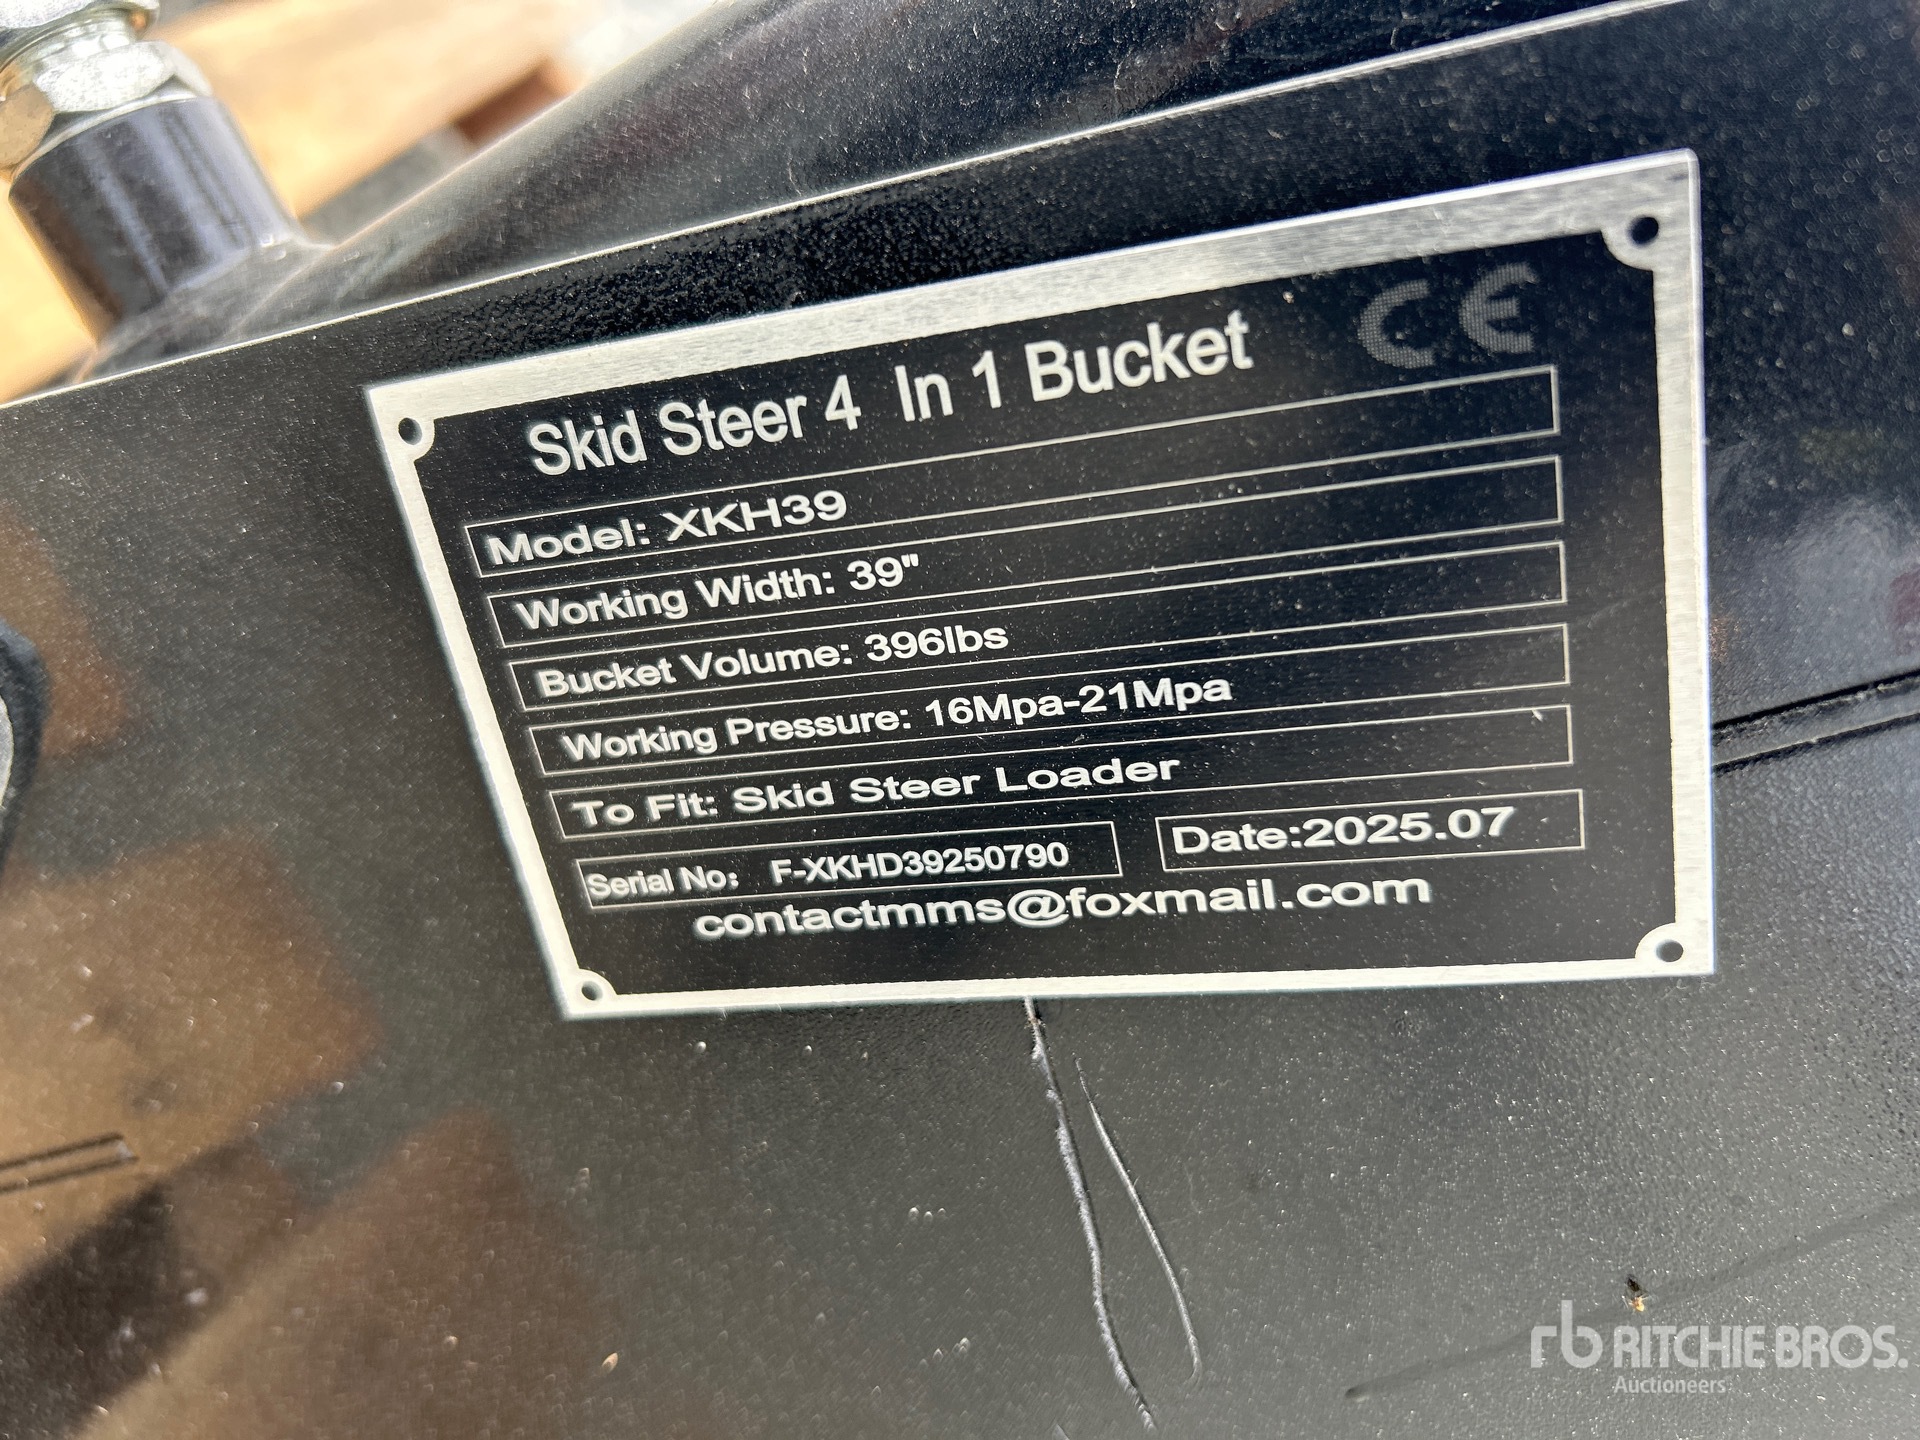 CE
Skid Steer 4 In 1 Bucket
Model: XKH39
Working Width: 39"
Bucket Volume: 396lbs
Working Pressure: 16Mpa-21Mpa
To Fit: Skid Steer Loader
Serial No: F-XKHD39250790 Date:2025.07
contactmms@foxmail.com
rb RITCHIE BROS.
Auctioneers